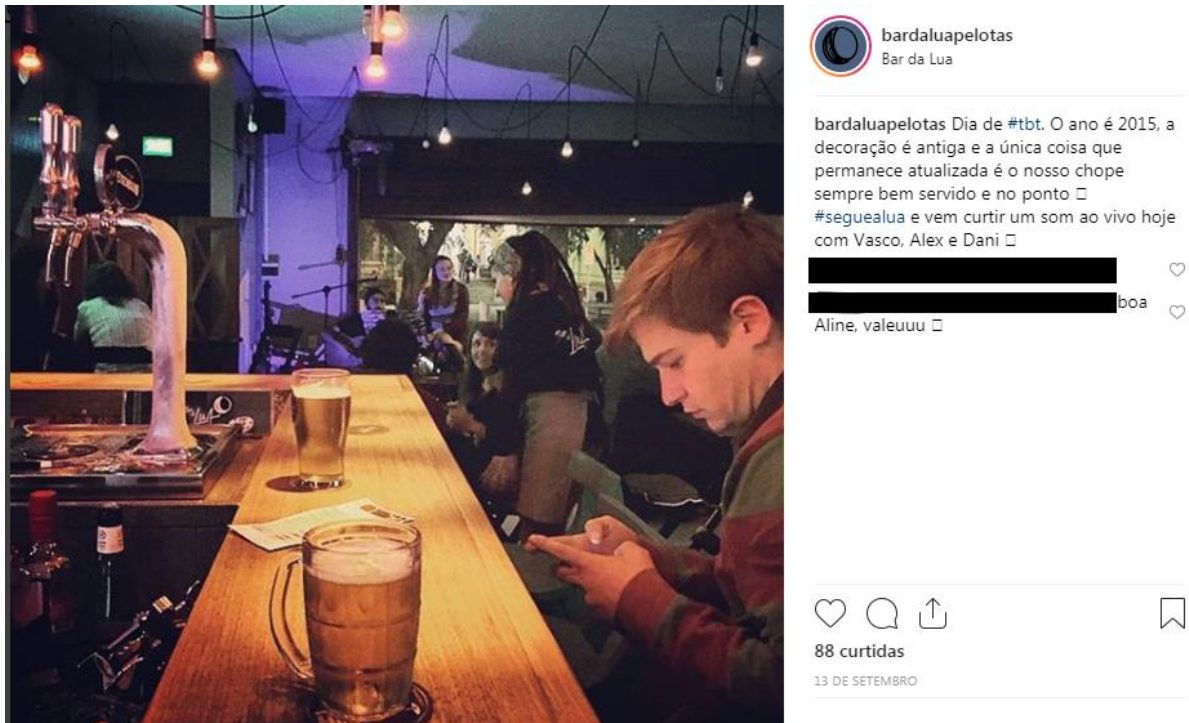 bardaluapelotas
Bar da Lua
bardaluapelotas Dia de #tbt. O ano é 2015, a
decoração é antiga e a única coisa que
permanece atualizada é o nosso chope
sempre bem servido e no ponto
#seguealua e vem curtir um som ao vivo hoje
com Vasco, Alex e Dani
boa
Aline, valeuuu
88 curtidas
13 DE SETEMBRO